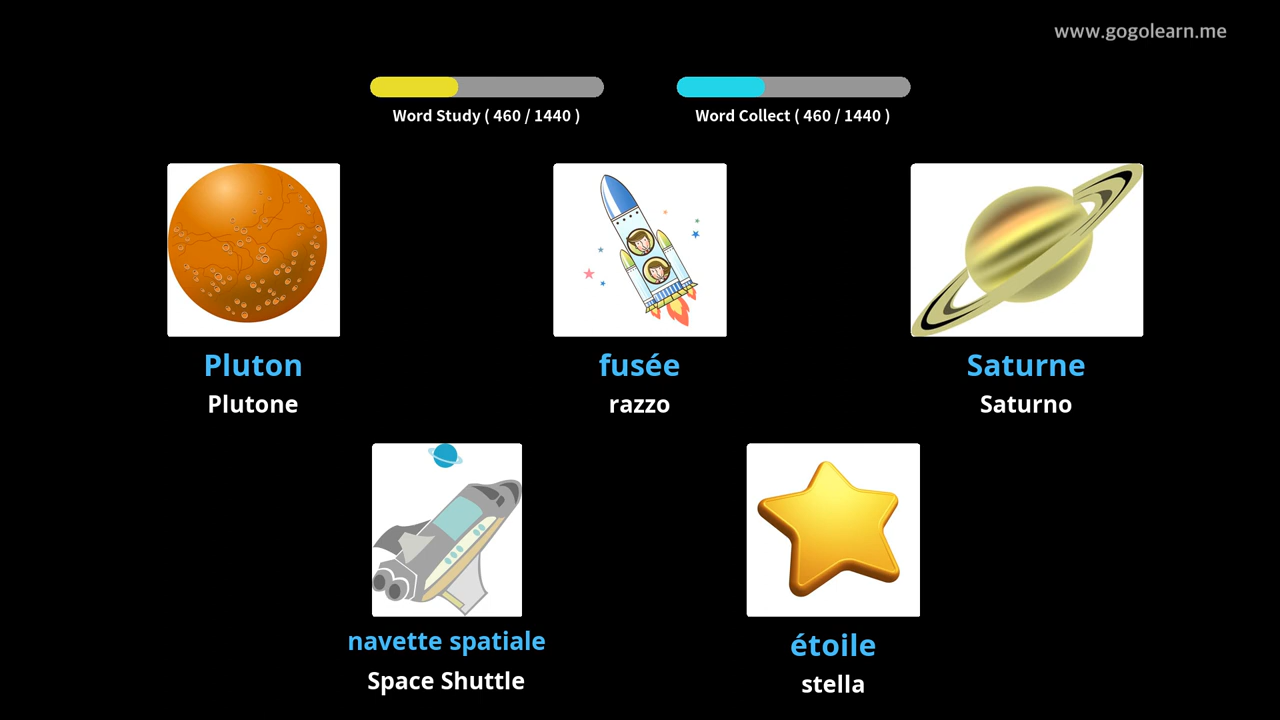 www.gogolearn.me
Word Study ( 460 / 1440 )
Word Collect ( 460 / 1440 )
Pluton
Plutone
fusée
razzo
Saturne
Saturno
navette spatiale
Space Shuttle
étoile
stella